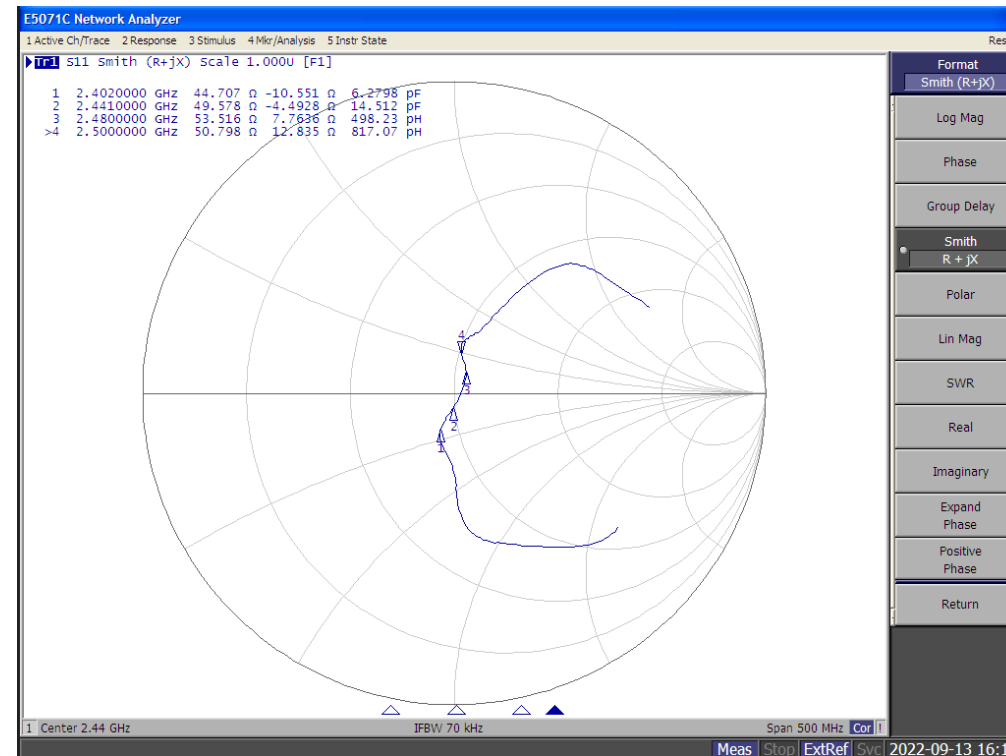 E5071C Network Analyzer
1 Active Ch/Trace 2 Response 3 Stimulus 4 Mkr/Analysis 5 Instr State
Tr1 S11 Smith (R+jX) Scale 1.000U [F1]
1 2.4020000 GHz 44.707 Ω -10.551 Ω 6.2798 pF
2 2.4410000 GHz 49.578 Ω -4.4928 Ω 14.512 pF
3 2.4800000 GHz 53.516 Ω 7.7636 Ω 498.23 pH
>4 2.5000000 GHz 50.798 Ω 12.835 Ω 817.07 pH
4
3
2
1
1 Center 2.44 GHz IFBW 70 kHz Span 500 MHz Cor !
Format
Smith (R+jX)
Log Mag
Phase
Group Delay
Smith
R + jX
Polar
Lin Mag
SWR
Real
Imaginary
Expand
Phase
Positive
Phase
Return
Meas Stop ExtRef Svc 2022-09-13 16:1